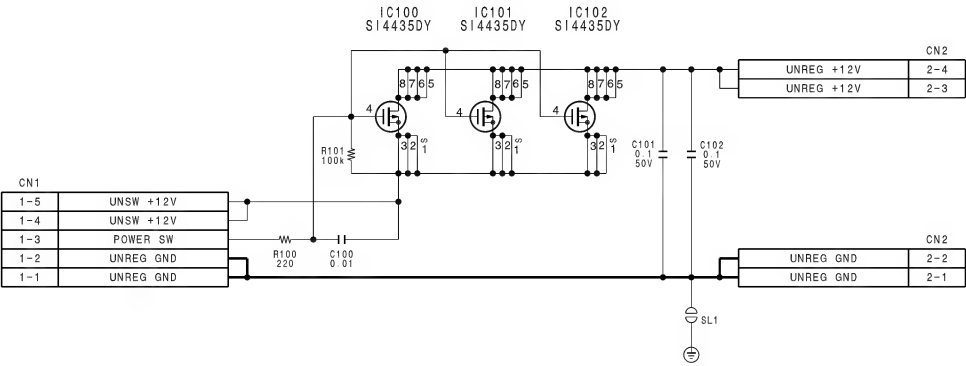 IC100 IC101 IC102
SI4435DY SI4435DY SI4435DY
CN2
UNREG +12V 2-4
UNREG +12V 2-3
8 7 6 5 8 7 6 5 8 7 6 5
4 4 4
3 2 1 S 3 2 1 S 3 2 1 S
R101
100k
C101
0.1
50V
C102
0.1
50V
CN1
1-5 UNSW +12V
1-4 UNSW +12V
1-3 POWER SW
1-2 UNREG GND
1-1 UNREG GND
R100
220
C100
0.01
CN2
UNREG GND 2-2
UNREG GND 2-1
SL1